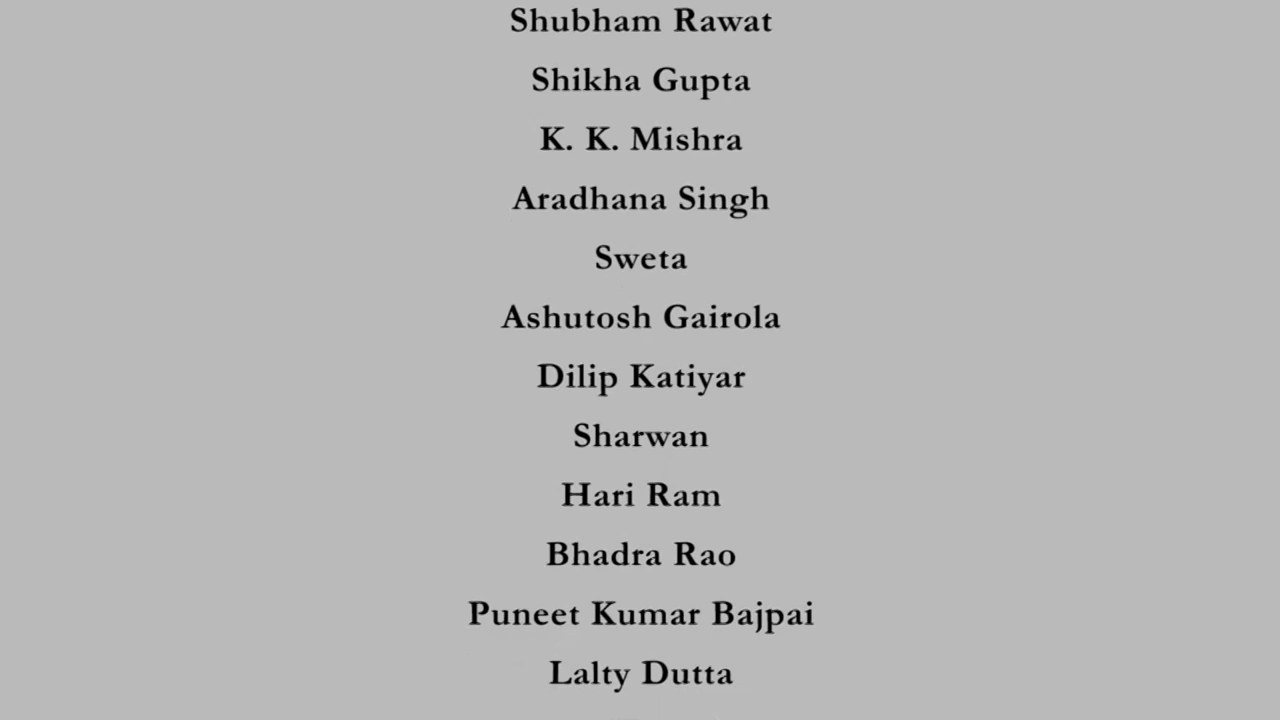 Shubham Rawat
Shikha Gupta
K. K. Mishra
Aradhana Singh
Sweta
Ashutosh Gairola
Dilip Katiyar
Sharwan
Hari Ram
Bhadra Rao
Puneet Kumar Bajpai
Lalty Dutta